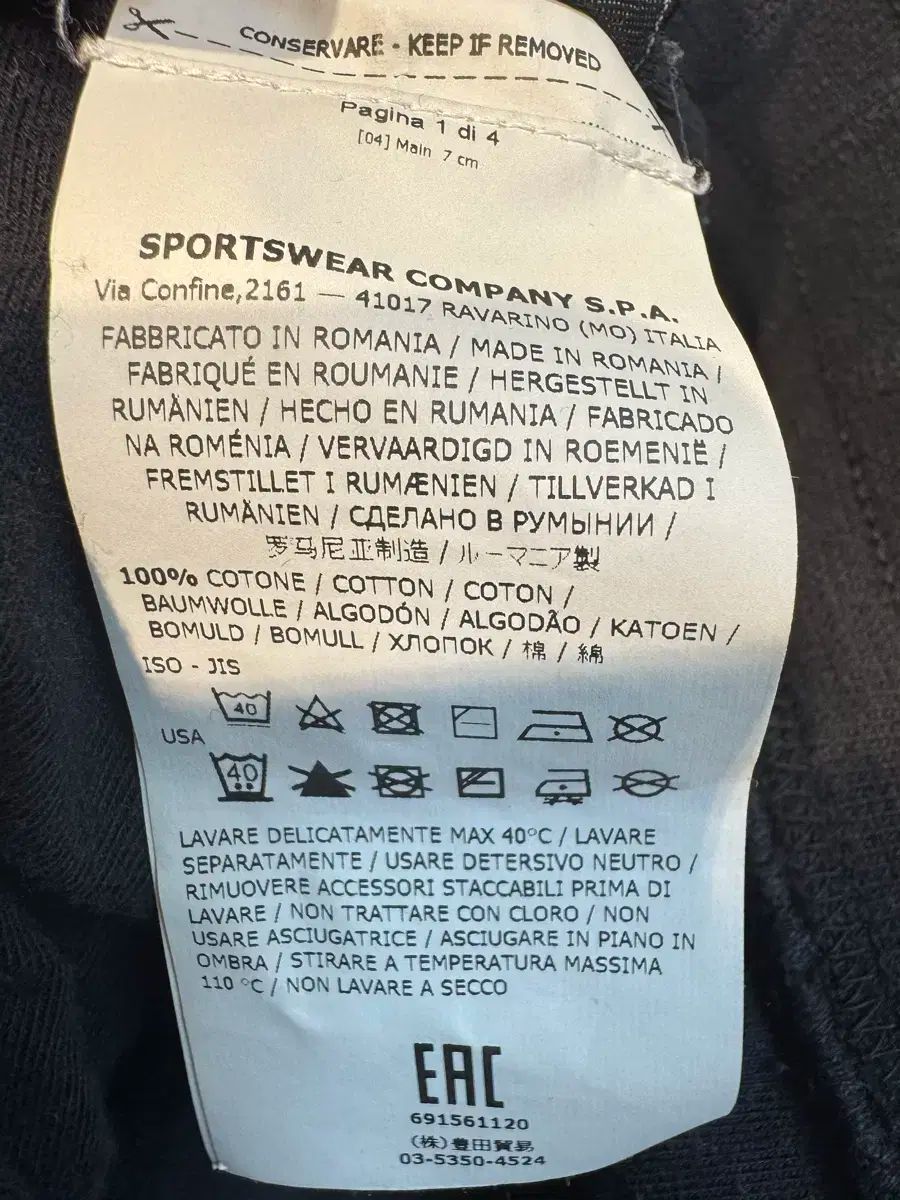 CONSERVARE - KEEP IF REMOVED
Pagina 1 di 4
[04] Main 7 cm
SPORTSWEAR COMPANY S.P.A.
Via Confine,2161 — 41017 RAVARINO (MO) ITALIA
FABBRICATO IN ROMANIA / MADE IN ROMANIA /
FABRIQUÉ EN ROUMANIE / HERGESTELLT IN
RUMÄNIEN / HECHO EN RUMANIA / FABRICADO
NA ROMÉNIA / VERVAARDIGD IN ROEMENIË /
FREMSTILLET I RUMÆNIEN / TILLVERKAD I
RUMÄNIEN / СДЕЛАНО В РУМЫНИИ /
罗马尼亚制造 / ルーマニア製
100% COTONE / COTTON / COTON /
BAUMWOLLE / ALGODÓN / ALGODÃO / KATOEN /
BOMULD / BOMULL / ХЛОПОК / 棉 / 綿
ISO - JIS
40
USA
40
LAVARE DELICATAMENTE MAX 40°C / LAVARE
SEPARATAMENTE / USARE DETERSIVO NEUTRO /
RIMUOVERE ACCESSORI STACCABILI PRIMA DI
LAVARE / NON TRATTARE CON CLORO / NON
USARE ASCIUGATRICE / ASCIUGARE IN PIANO IN
OMBRA / STIRARE A TEMPERATURA MASSIMA
110 °C / NON LAVARE A SECCO
EAC
691561120
(株)豊田貿易
03-5350-4524